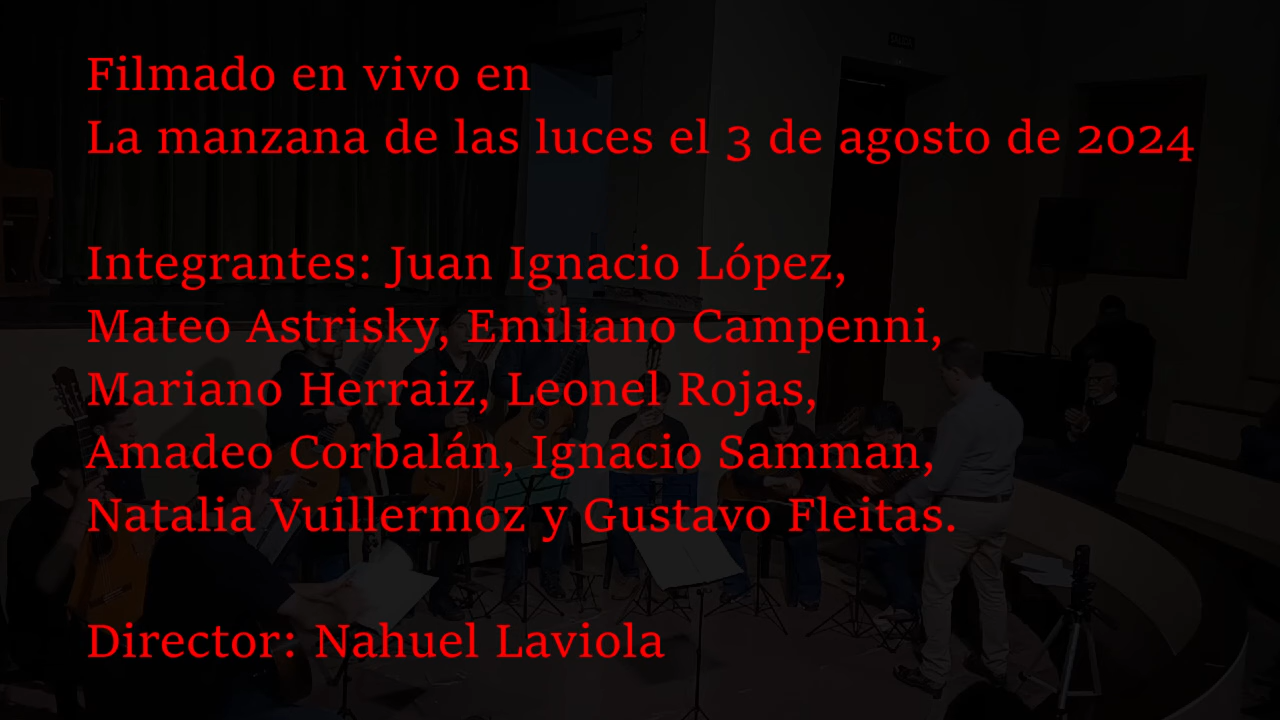 Filmado en vivo en
La manzana de las luces el 3 de agosto de 2024
Integrantes: Juan Ignacio López,
Mateo Astrisky, Emiliano Campenni,
Mariano Herraiz, Leonel Rojas,
Amadeo Corbalán, Ignacio Samman,
Natalia Vuillermoz y Gustavo Fleitas.
Director: Nahuel Laviola